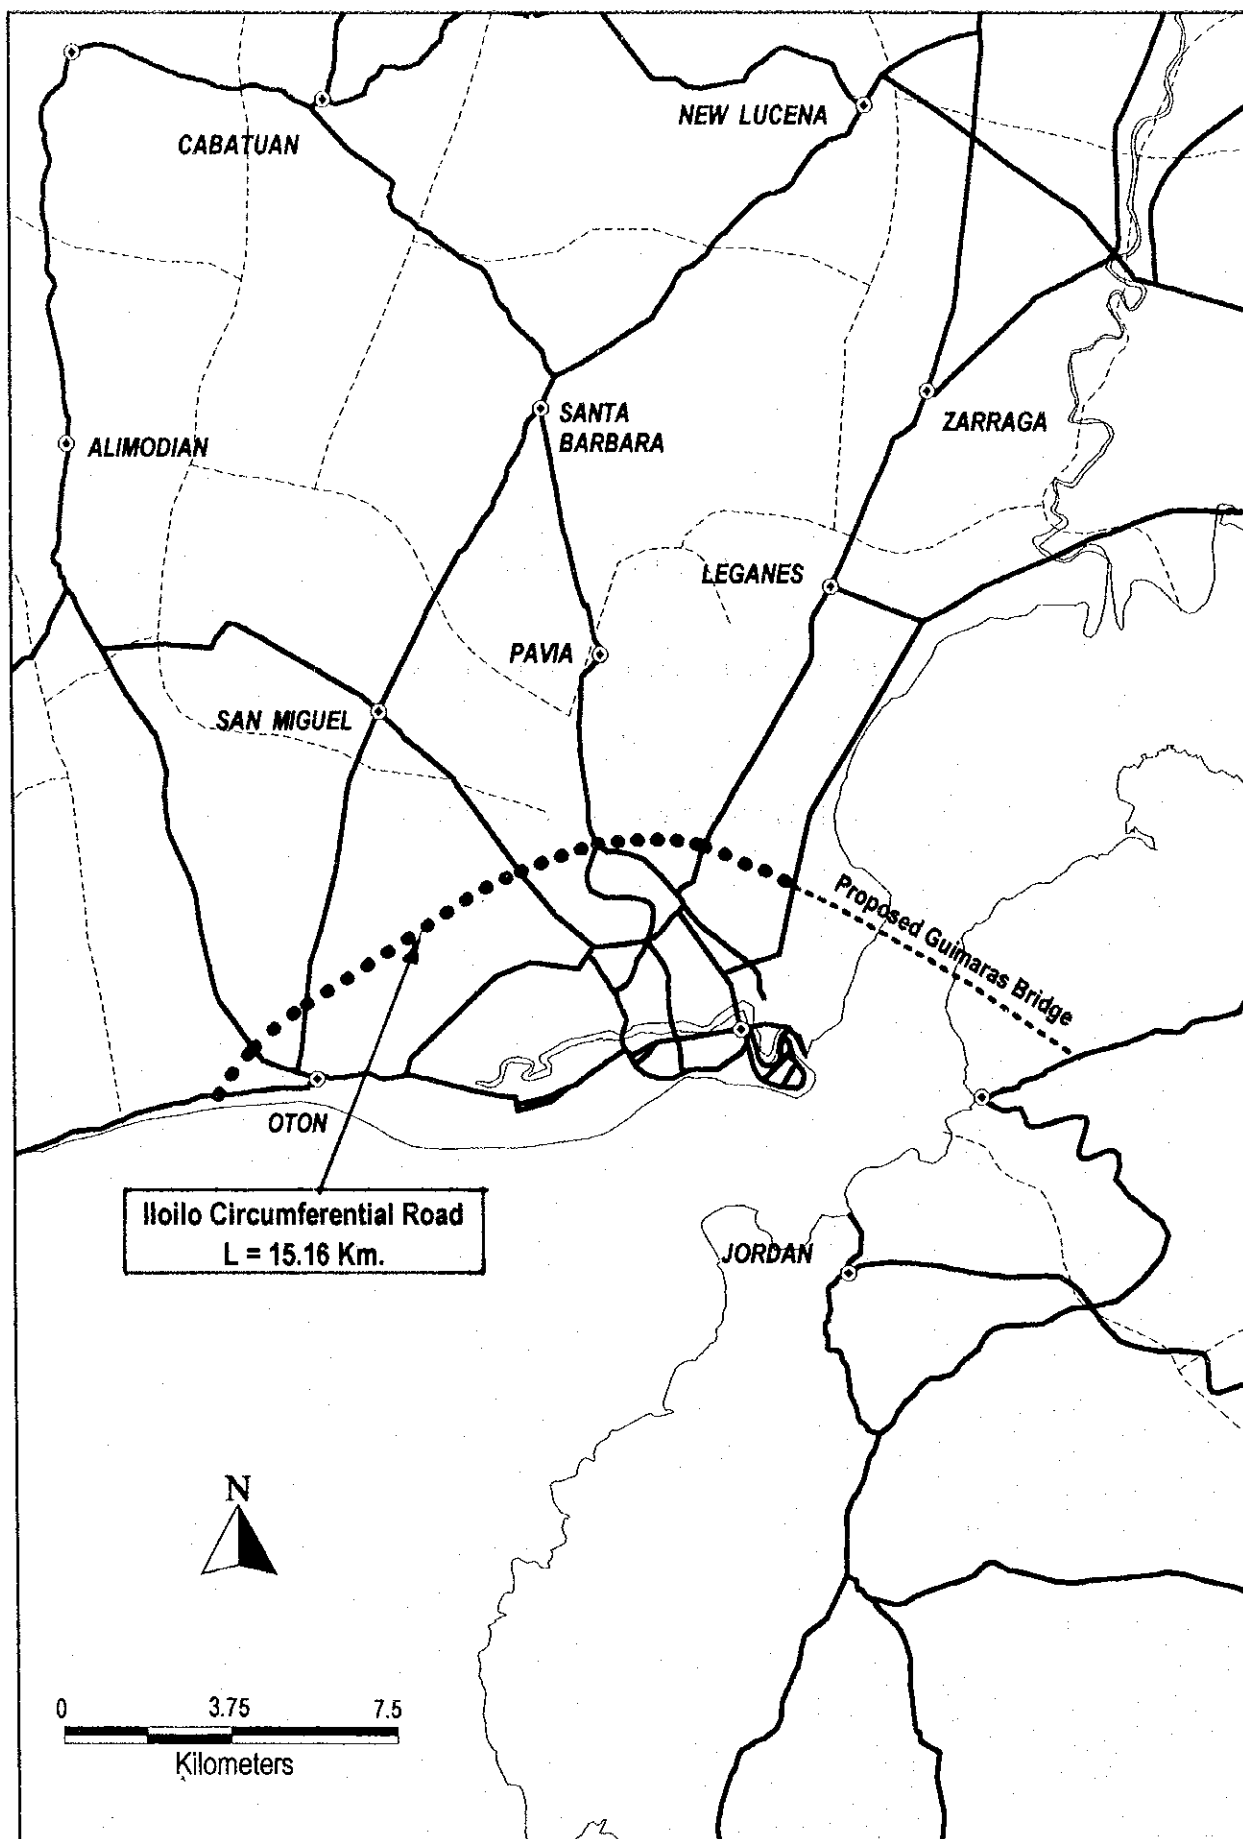 NEW LUCENA
CABATUAN
SANTA
BARBARA
ZARRAGA
ALIMODIAN
LEGANES
PAVIA
SAN MIGUEL
Proposed Guimaras Bridge
OTON
Iloilo Circumferential Road
L = 15.16 Km.
JORDAN
N
0 3.75 7.5
Kilometers